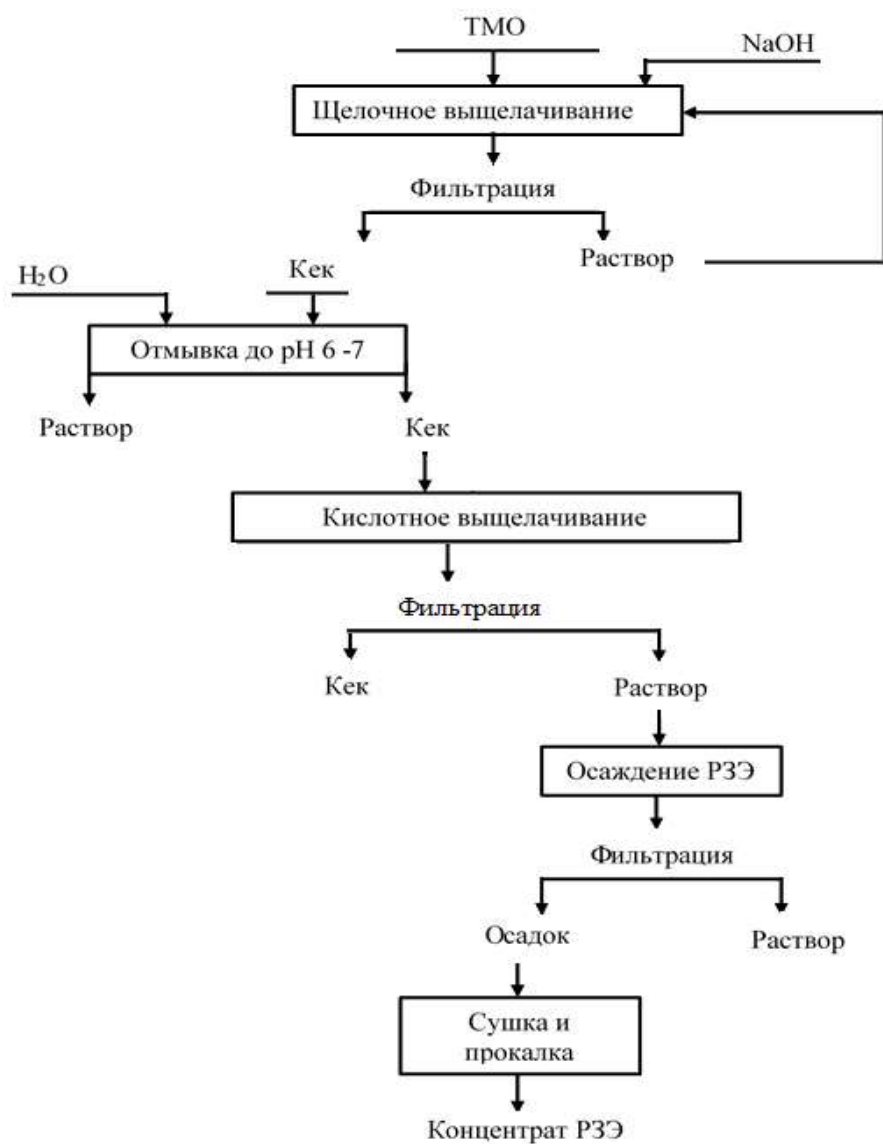 ТМО
NaOH
Щелочное выщелачивание
Фильтрация
Кек
Раствор
H₂O
Отмывка до рН 6 -7
Раствор
Кек
Кислотное выщелачивание
Фильтрация
Кек
Раствор
Осаждение РЗЭ
Фильтрация
Осадок
Раствор
Сушка и
прокалка
Концентрат РЗЭ